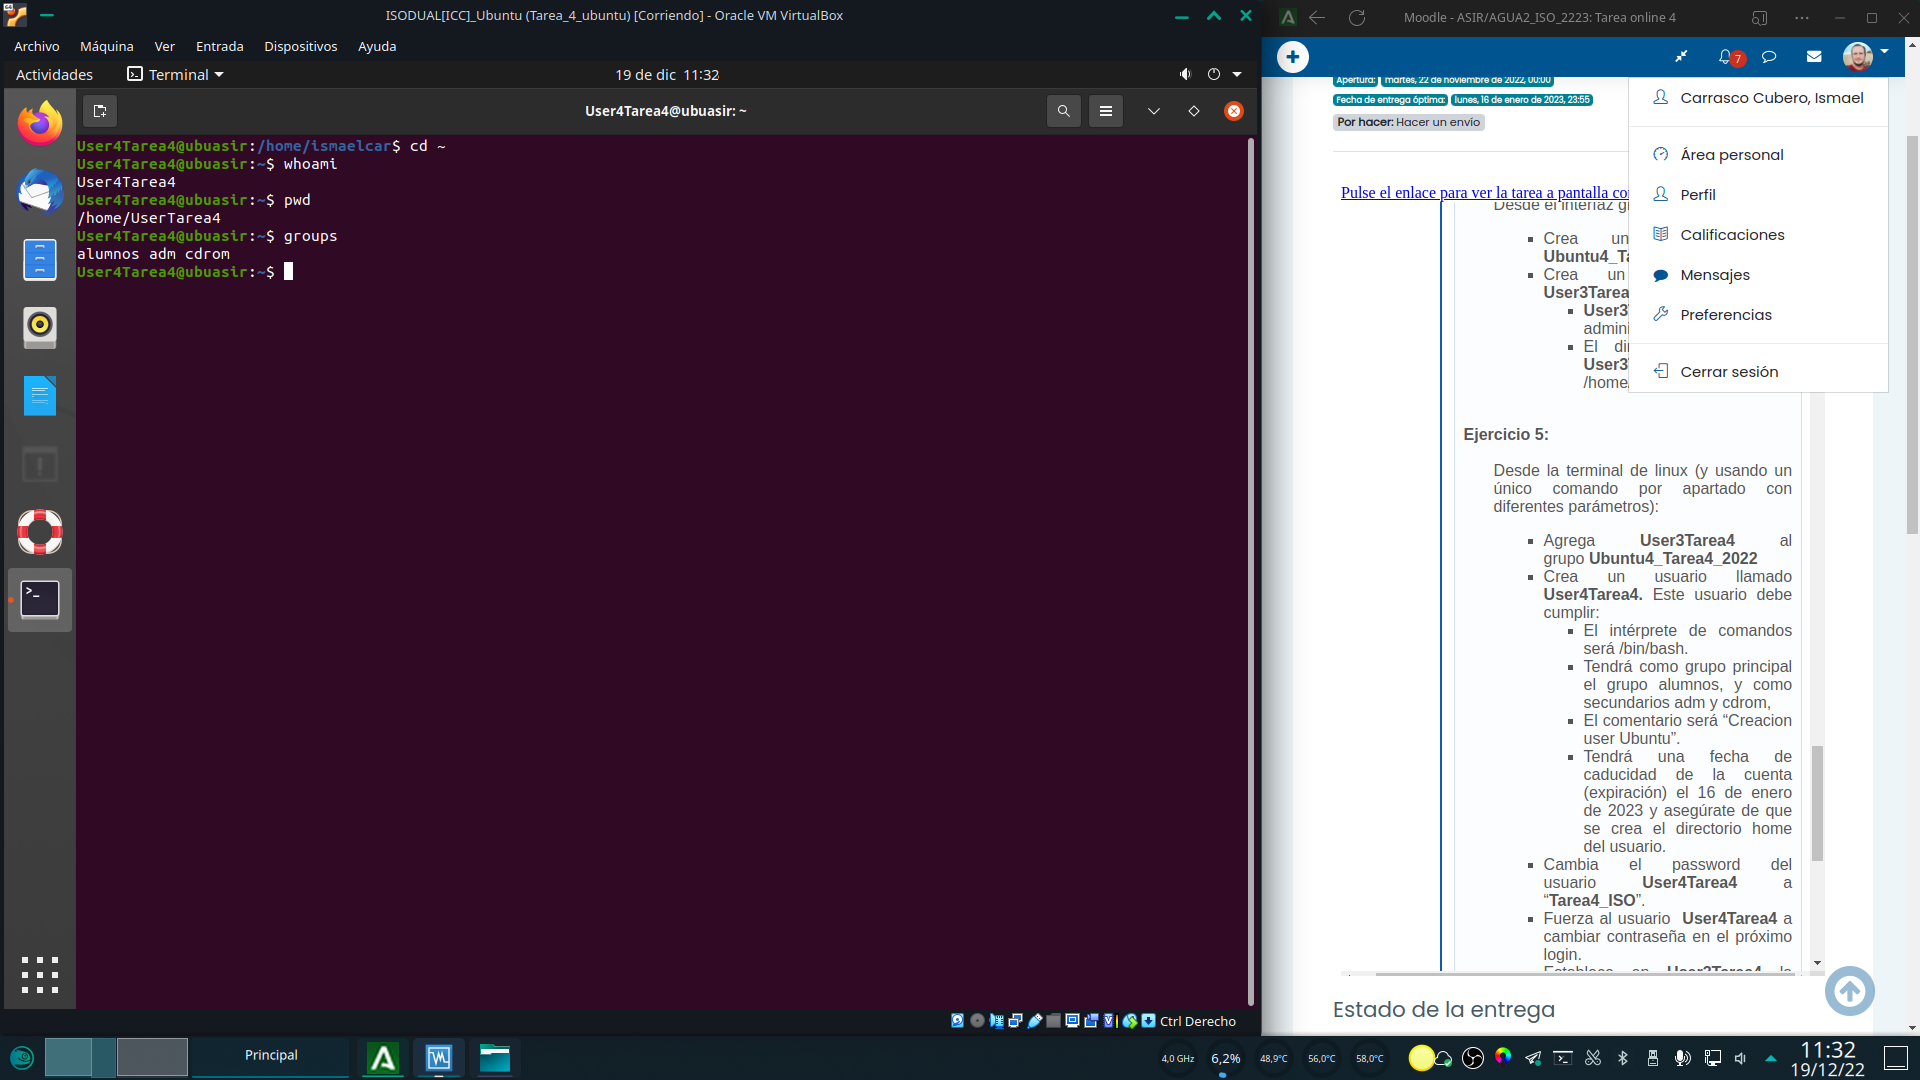 ISODUAL[ICC]_Ubuntu (Tarea_4_ubuntu) [Corriendo] - Oracle VM VirtualBox
Archivo Máquina Ver Entrada Dispositivos Ayuda
Actividades Terminal 19 de dic 11:32
User4Tarea4@ubuasir: ~
User4Tarea4@ubuasir:/home/ismaelcar$ cd ~
User4Tarea4@ubuasir:~$ whoami
User4Tarea4
User4Tarea4@ubuasir:~$ pwd
/home/UserTarea4
User4Tarea4@ubuasir:~$ groups
alumnos adm cdrom
User4Tarea4@ubuasir:~$
Ctrl Derecho
Moodle - ASIR/AGUA2_ISO_2223: Tarea online 4
7
Apertura: martes, 22 de noviembre de 2022, 00:00
Fecha de entrega óptima: lunes, 16 de enero de 2023, 23:55
Por hacer: Hacer un envío
Carrasco Cubero, Ismael
Área personal
Perfil
Calificaciones
Mensajes
Preferencias
Cerrar sesión
Pulse el enlace para ver la tarea a pantalla co
Desde el interfaz g
Crea un
Ubuntu4_Ta
Crea un
User3Tarea
User3
admini
El di
User3
/home/
Ejercicio 5:
Desde la terminal de linux (y usando un
único comando por apartado con
diferentes parámetros):
Agrega User3Tarea4 al
grupo Ubuntu4_Tarea4_2022
Crea un usuario llamado
User4Tarea4. Este usuario debe
cumplir:
El intérprete de comandos
será /bin/bash.
Tendrá como grupo principal
el grupo alumnos, y como
secundarios adm y cdrom,
El comentario será “Creacion
user Ubuntu”.
Tendrá una fecha de
caducidad de la cuenta
(expiración) el 16 de enero
de 2023 y asegúrate de que
se crea el directorio home
del usuario.
Cambia el password del
usuario User4Tarea4 a
“Tarea4_ISO”.
Fuerza al usuario User4Tarea4 a
cambiar contraseña en el próximo
login.
Establece en User3Tarea4 la
Estado de la entrega
Principal
4,0 GHz 6,2% 48,9°C 56,0°C 58,0°C
11:32
19/12/22